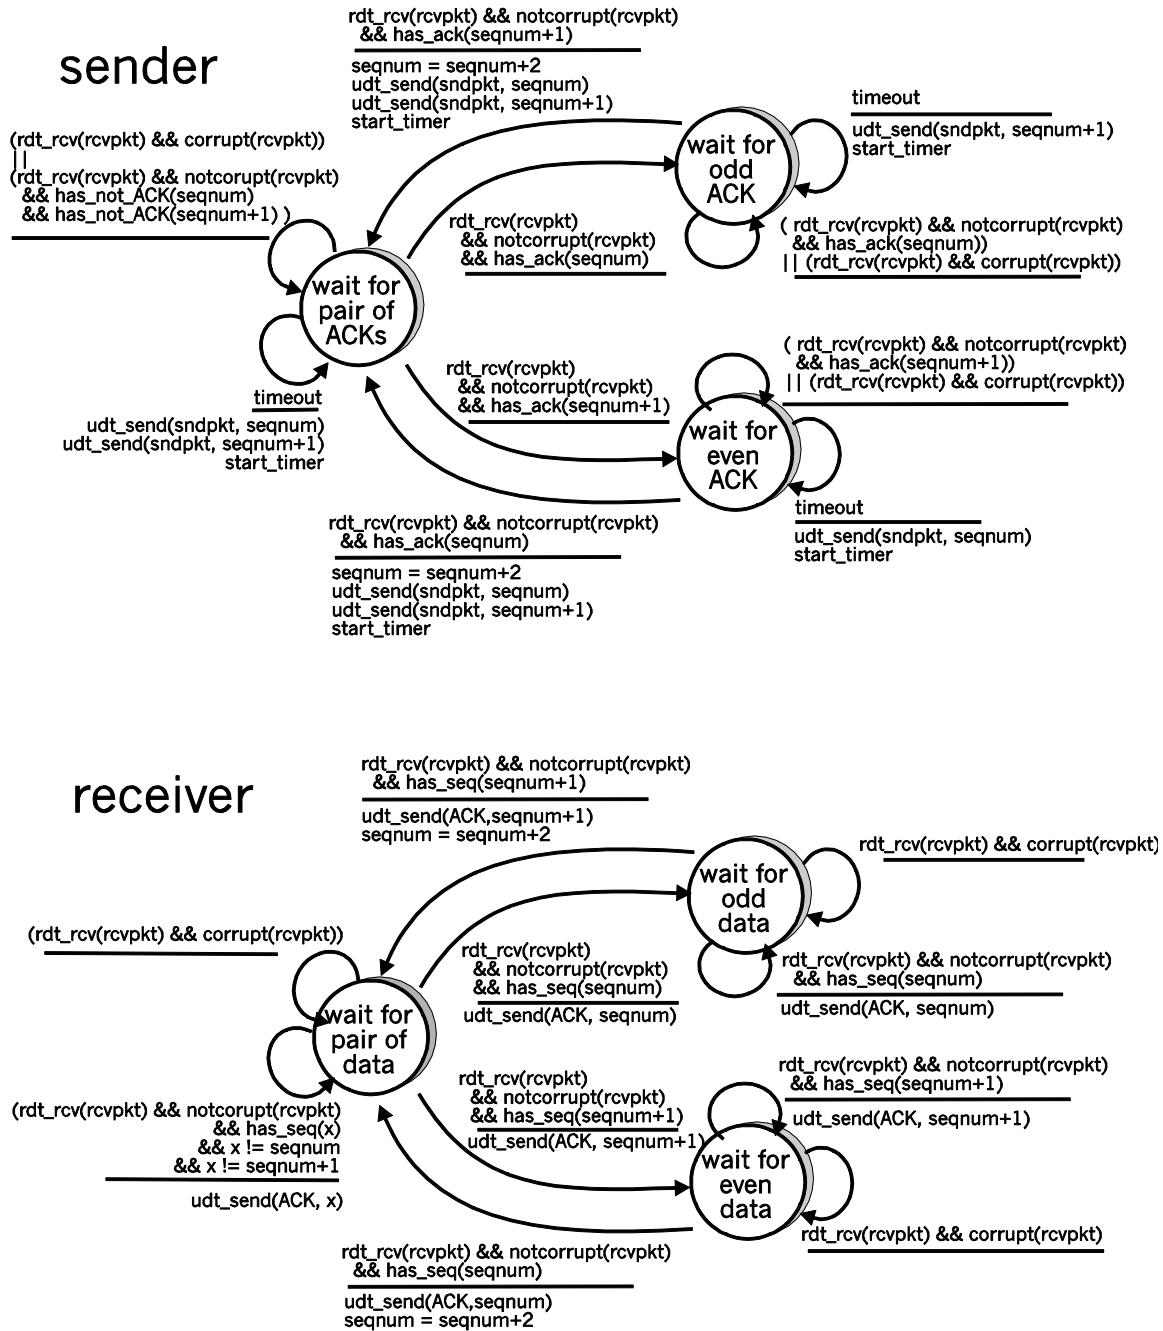 sender
rdt_rcv(rcvpkt) && notcorrupt(rcvpkt)
&& has_ack(seqnum+1)
seqnum = seqnum+2
udt_send(sndpkt, seqnum)
udt_send(sndpkt, seqnum+1)
start_timer
(rdt_rcv(rcvpkt) && corrupt(rcvpkt))
||
(rdt_rcv(rcvpkt) && notcorupt(rcvpkt)
&& has_not_ACK(seqnum)
&& has_not_ACK(seqnum+1) )
wait for
odd
ACK
timeout
udt_send(sndpkt, seqnum+1)
start_timer
rdt_rcv(rcvpkt)
&& notcorrupt(rcvpkt)
&& has_ack(seqnum)
( rdt_rcv(rcvpkt) && notcorrupt(rcvpkt)
&& has_ack(seqnum))
|| (rdt_rcv(rcvpkt) && corrupt(rcvpkt))
wait for
pair of
ACKs
timeout
udt_send(sndpkt, seqnum)
udt_send(sndpkt, seqnum+1)
start_timer
rdt_rcv(rcvpkt)
&& notcorrupt(rcvpkt)
&& has_ack(seqnum+1)
( rdt_rcv(rcvpkt) && notcorrupt(rcvpkt)
&& has_ack(seqnum+1))
|| (rdt_rcv(rcvpkt) && corrupt(rcvpkt))
wait for
even
ACK
timeout
udt_send(sndpkt, seqnum)
start_timer
rdt_rcv(rcvpkt) && notcorrupt(rcvpkt)
&& has_ack(seqnum)
seqnum = seqnum+2
udt_send(sndpkt, seqnum)
udt_send(sndpkt, seqnum+1)
start_timer
receiver
rdt_rcv(rcvpkt) && notcorrupt(rcvpkt)
&& has_seq(seqnum+1)
udt_send(ACK,seqnum+1)
seqnum = seqnum+2
wait for
odd
data
rdt_rcv(rcvpkt) && corrupt(rcvpkt)
(rdt_rcv(rcvpkt) && corrupt(rcvpkt))
rdt_rcv(rcvpkt)
&& notcorrupt(rcvpkt)
&& has_seq(seqnum)
udt_send(ACK, seqnum)
rdt_rcv(rcvpkt) && notcorrupt(rcvpkt)
&& has_seq(seqnum)
udt_send(ACK, seqnum)
wait for
pair of
data
(rdt_rcv(rcvpkt) && notcorupt(rcvpkt)
&& has_seq(x)
&& x != seqnum
&& x != seqnum+1
udt_send(ACK, x)
rdt_rcv(rcvpkt)
&& notcorrupt(rcvpkt)
&& has_seq(seqnum+1)
udt_send(ACK, seqnum+1)
rdt_rcv(rcvpkt) && notcorrupt(rcvpkt)
&& has_seq(seqnum+1)
udt_send(ACK, seqnum+1)
wait for
even
data
rdt_rcv(rcvpkt) && corrupt(rcvpkt)
rdt_rcv(rcvpkt) && notcorrupt(rcvpkt)
&& has_seq(seqnum)
udt_send(ACK,seqnum)
seqnum = seqnum+2